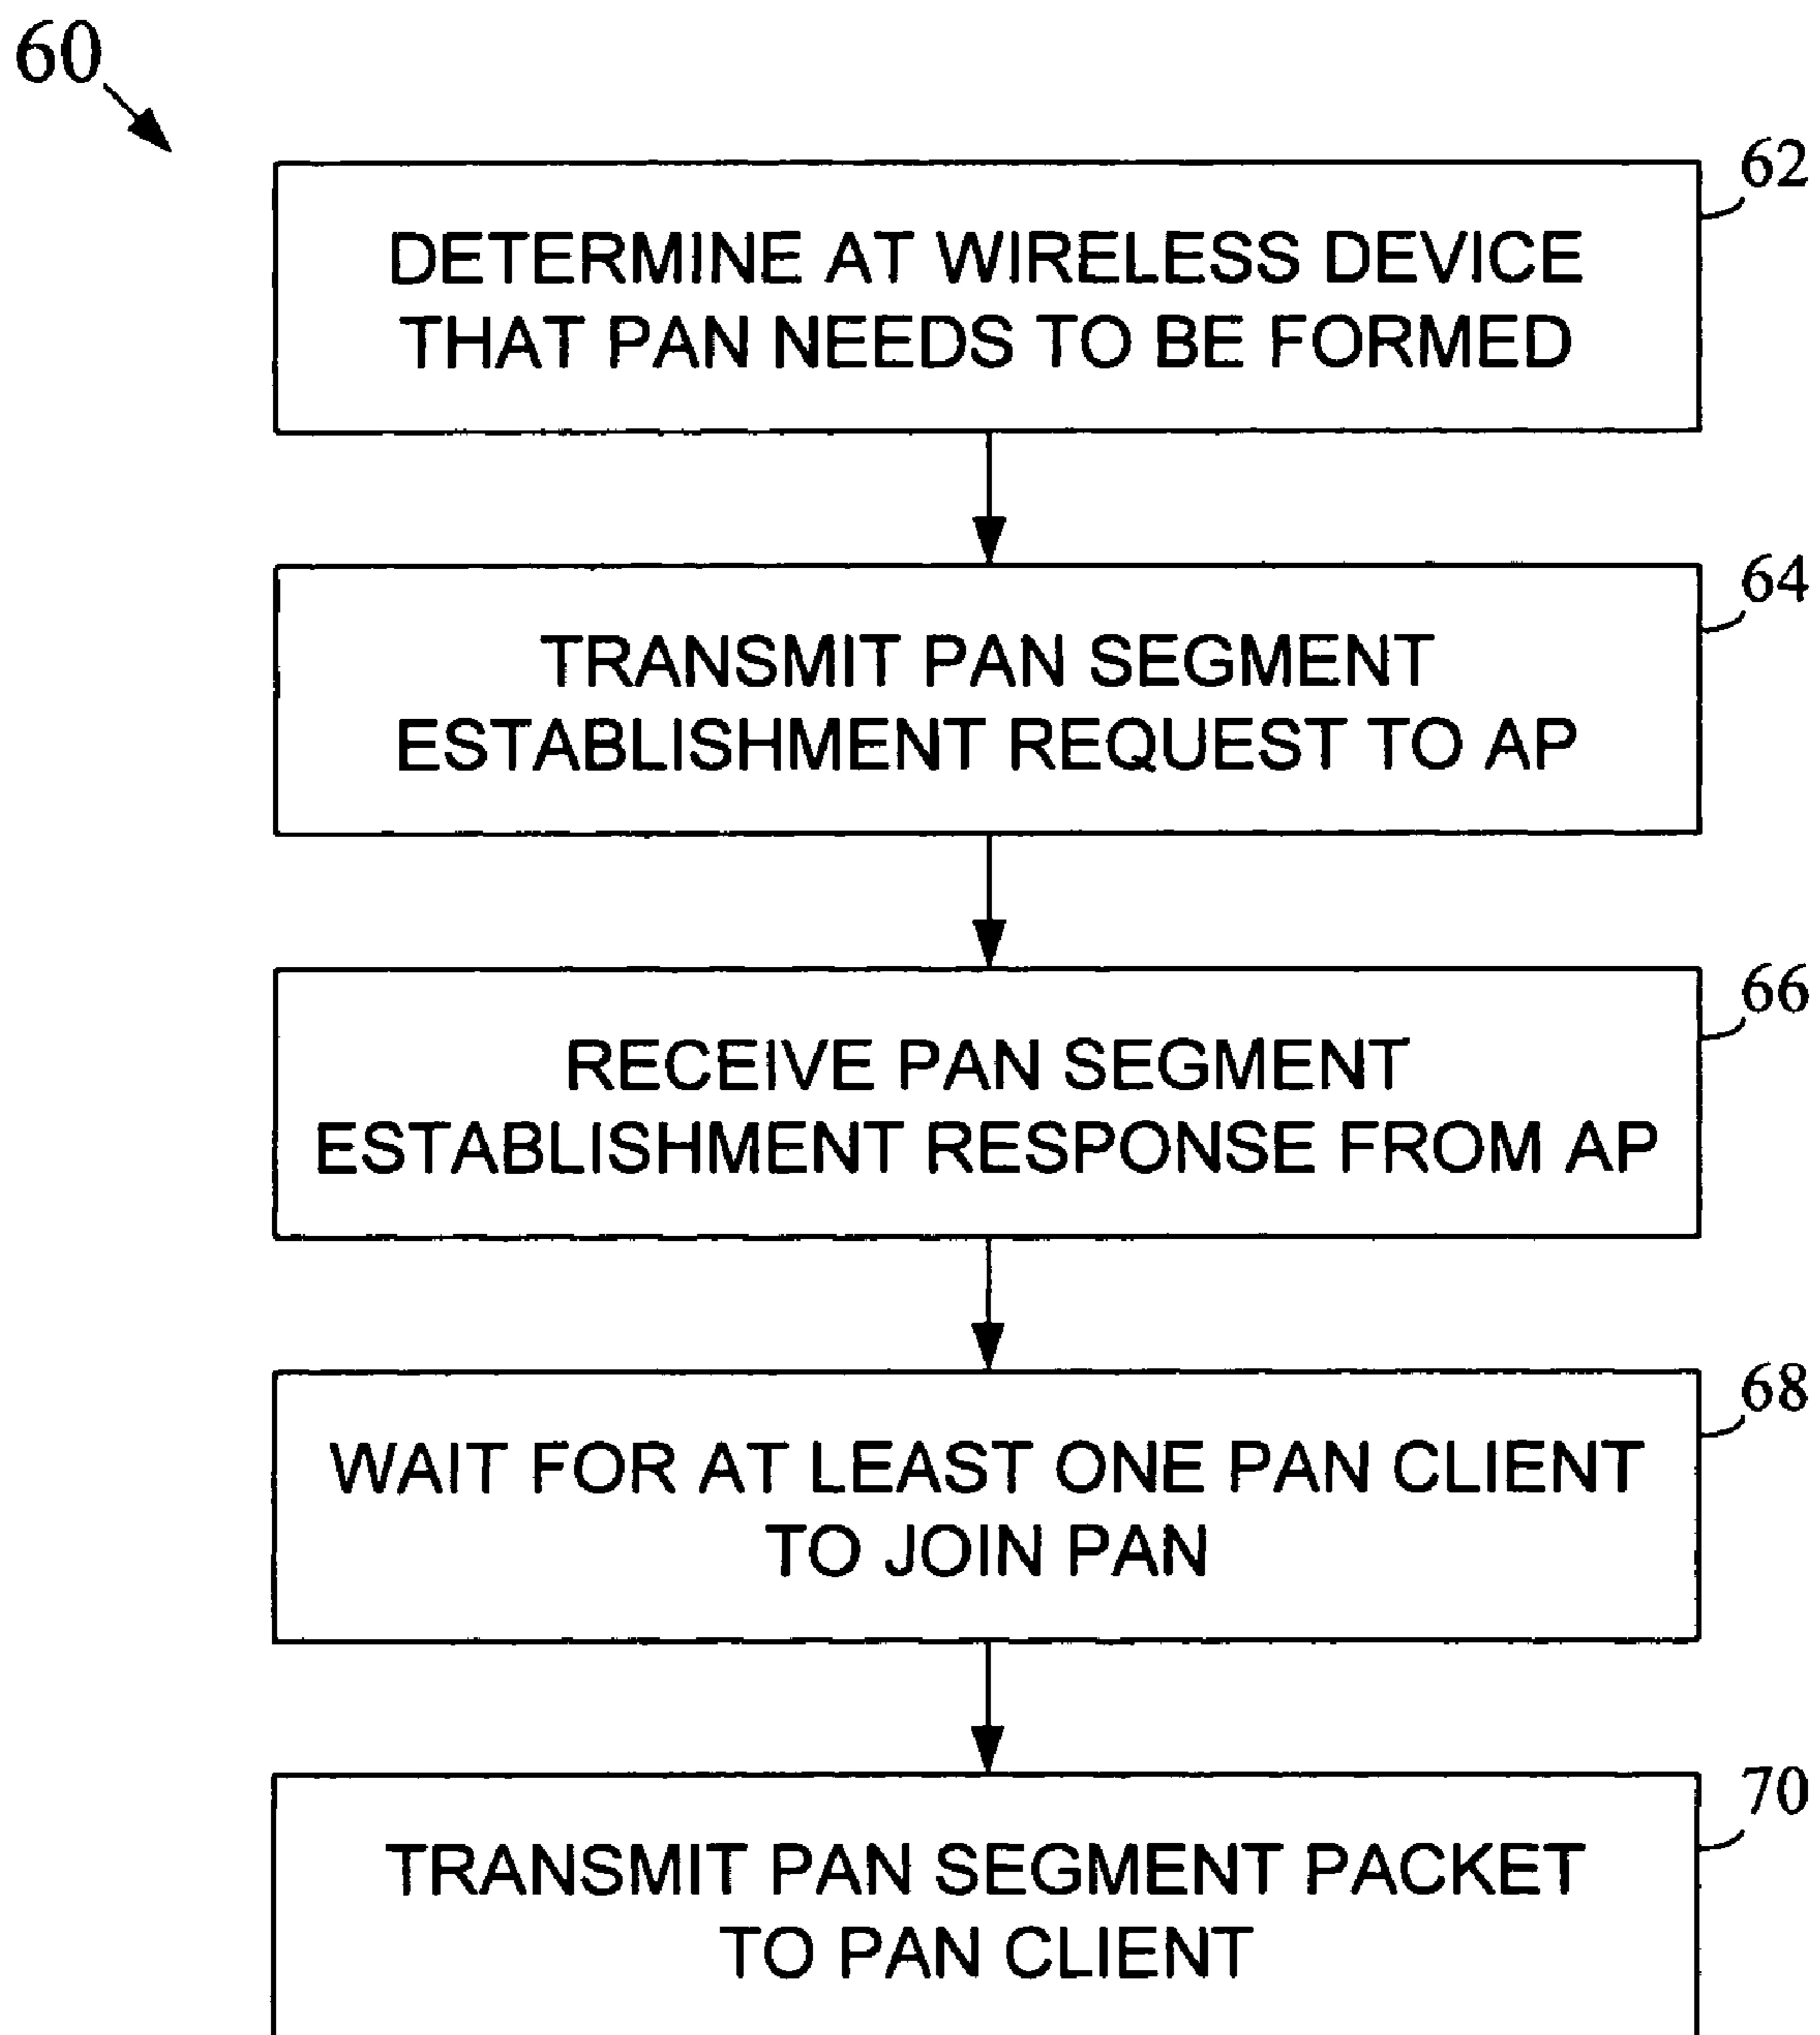 60
62
DETERMINE AT WIRELESS DEVICE
THAT PAN NEEDS TO BE FORMED
64
TRANSMIT PAN SEGMENT
ESTABLISHMENT REQUEST TO AP
66
RECEIVE PAN SEGMENT
ESTABLISHMENT RESPONSE FROM AP
68
WAIT FOR AT LEAST ONE PAN CLIENT
TO JOIN PAN
70
TRANSMIT PAN SEGMENT PACKET
TO PAN CLIENT